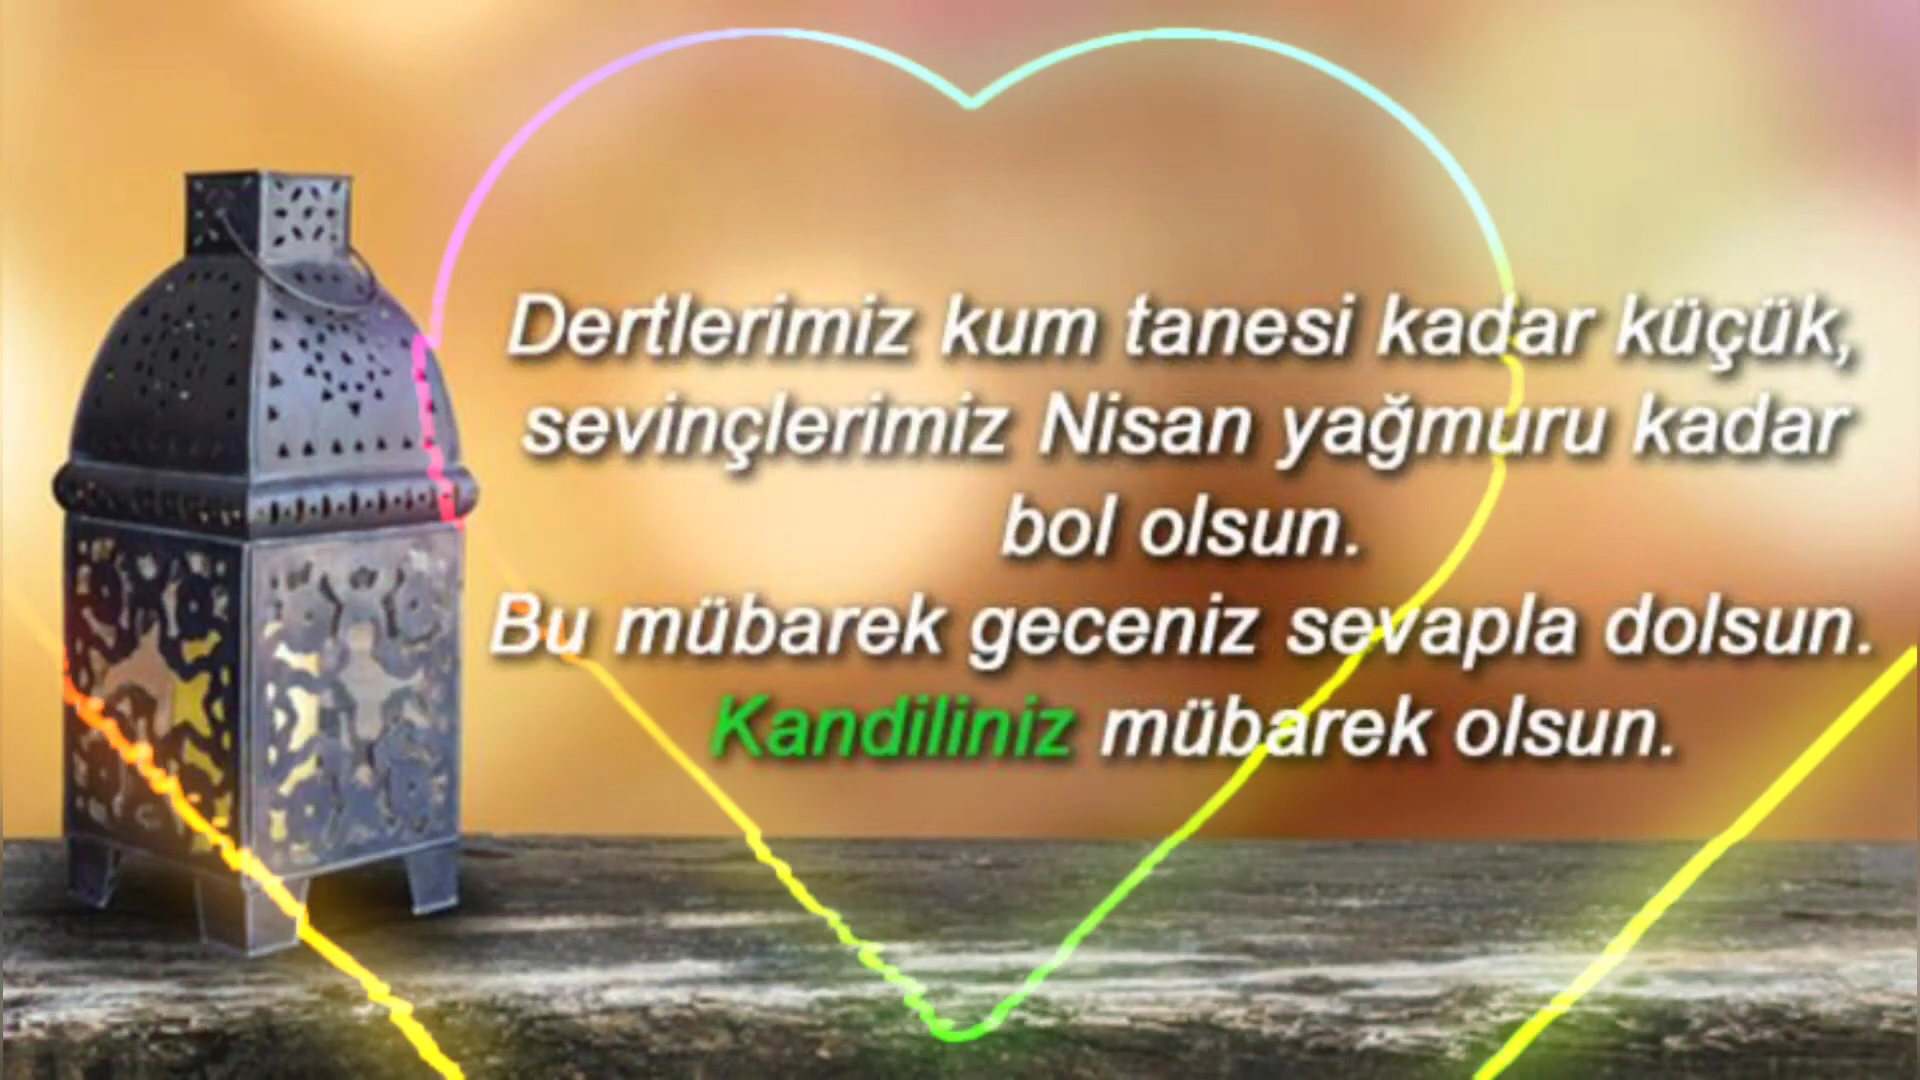 Dertlerimiz kum tanesi kadar küçük,
sevinçlerimiz Nisan yağmuru kadar
bol olsun.
Bu mübarek geceniz sevapla dolsun.
Kandiliniz mübarek olsun.